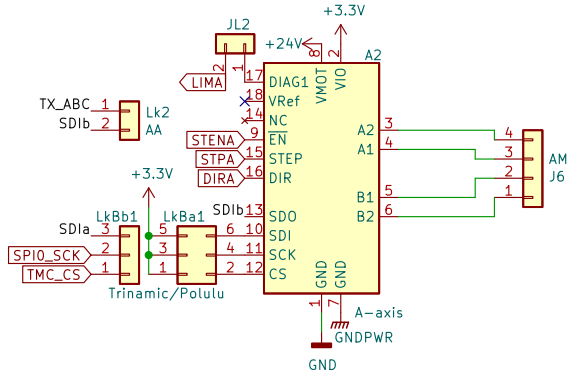 +3.3V
JL2
+24V
A2
2
1
8
2
LIMA
17
DIAG1
VMOT
VIO
18
VRef
TX_ABC
1
Lk2
14
NC
SDIb
2
AA
STENA
9
EN
A2
3
4
STPA
15
STEP
A1
4
3
AM
DIRA
16
DIR
2
J6
+3.3V
B1
5
1
LkBb1
LkBa1
SDIb
13
SDO
B2
6
SDIa
3
5
6
10
SDI
SPI0_SCK
2
3
4
11
SCK
TMC_CS
1
1
2
12
CS
GND
GND
Trinamic/Polulu
1
7
A-axis
GNDPWR
GND